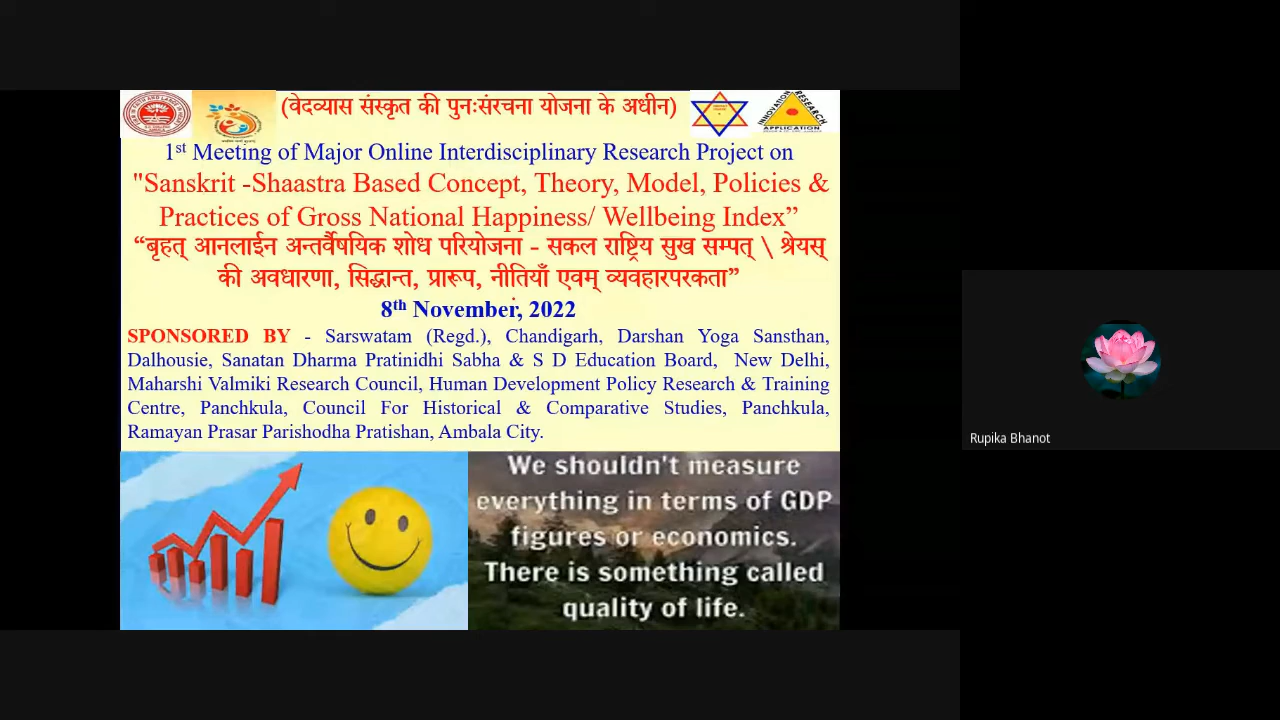 (वेदव्यास संस्कृत की पुनःसंरचना योजना के अधीन)
1st Meeting of Major Online Interdisciplinary Research Project on
"Sanskrit -Shaastra Based Concept, Theory, Model, Policies &
Practices of Gross National Happiness/ Wellbeing Index”
“बृहत् आनलाईन अन्तर्वैषयिक शोध परियोजना - सकल राष्ट्रिय सुख सम्पत् \ श्रेयस्
की अवधारणा, सिद्धान्त, प्रारूप, नीतियाँ एवम् व्यवहारपरकता”
8th November, 2022
SPONSORED BY - Sarswatam (Regd.), Chandigarh, Darshan Yoga Sansthan,
Dalhousie, Sanatan Dharma Pratinidhi Sabha & S D Education Board, New Delhi,
Maharshi Valmiki Research Council, Human Development Policy Research & Training
Centre, Panchkula, Council For Historical & Comparative Studies, Panchkula,
Ramayan Prasar Parishodha Pratishan, Ambala City.
We shouldn't measure
everything in terms of GDP
figures or economics.
There is something called
quality of life.
INNOVATION RESEARCH
APPLICATION
Rupika Bhanot